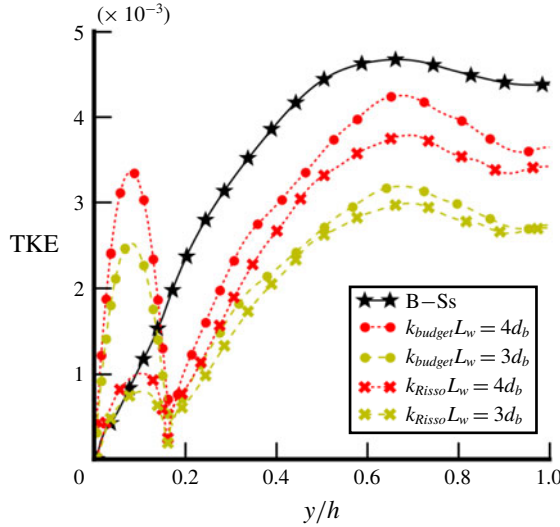 (× 10⁻³)
5
4
3
TKE
2
1
0
0.2
0.4
0.6
0.8
1.0
y/h
B–Ss
k_budget L_w = 4d_b
k_budget L_w = 3d_b
k_Risso L_w = 4d_b
k_Risso L_w = 3d_b